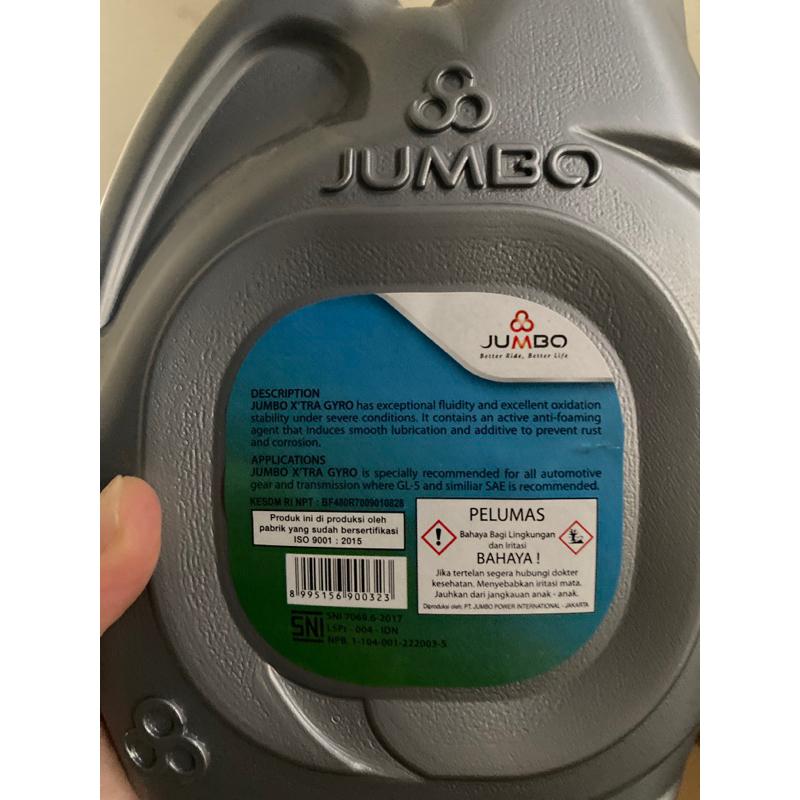 JUMBO
JUMBO
Better Ride, Better Life
DESCRIPTION
JUMBO X'TRA GYRO has exceptional fluidity and excellent oxidation
stability under severe conditions. It contains an active anti-foaming
agent that induces smooth lubrication and additive to prevent rust
and corrosion.
APPLICATIONS
JUMBO X'TRA GYRO is specially recommended for all automotive
gear and transmission where GL-5 and similiar SAE is recommended.
KESDM RI NPT : BF480R7009010828
Produk ini di produksi oleh
pabrik yang sudah bersertifikasi
ISO 9001 : 2015
8 995156 900323
SNI
SNI 7069.6-2017
LSPr - 004 - IDN
NPB. 1-104-001-222003-5
PELUMAS
Bahaya Bagi Lingkungan
dan Iritasi
BAHAYA !
Jika tertelan segera hubungi dokter
kesehatan. Menyebabkan iritasi mata.
Jauhkan dari jangkauan anak - anak.
Diproduksi oleh: PT. JUMBO POWER INTERNATIONAL - JAKARTA